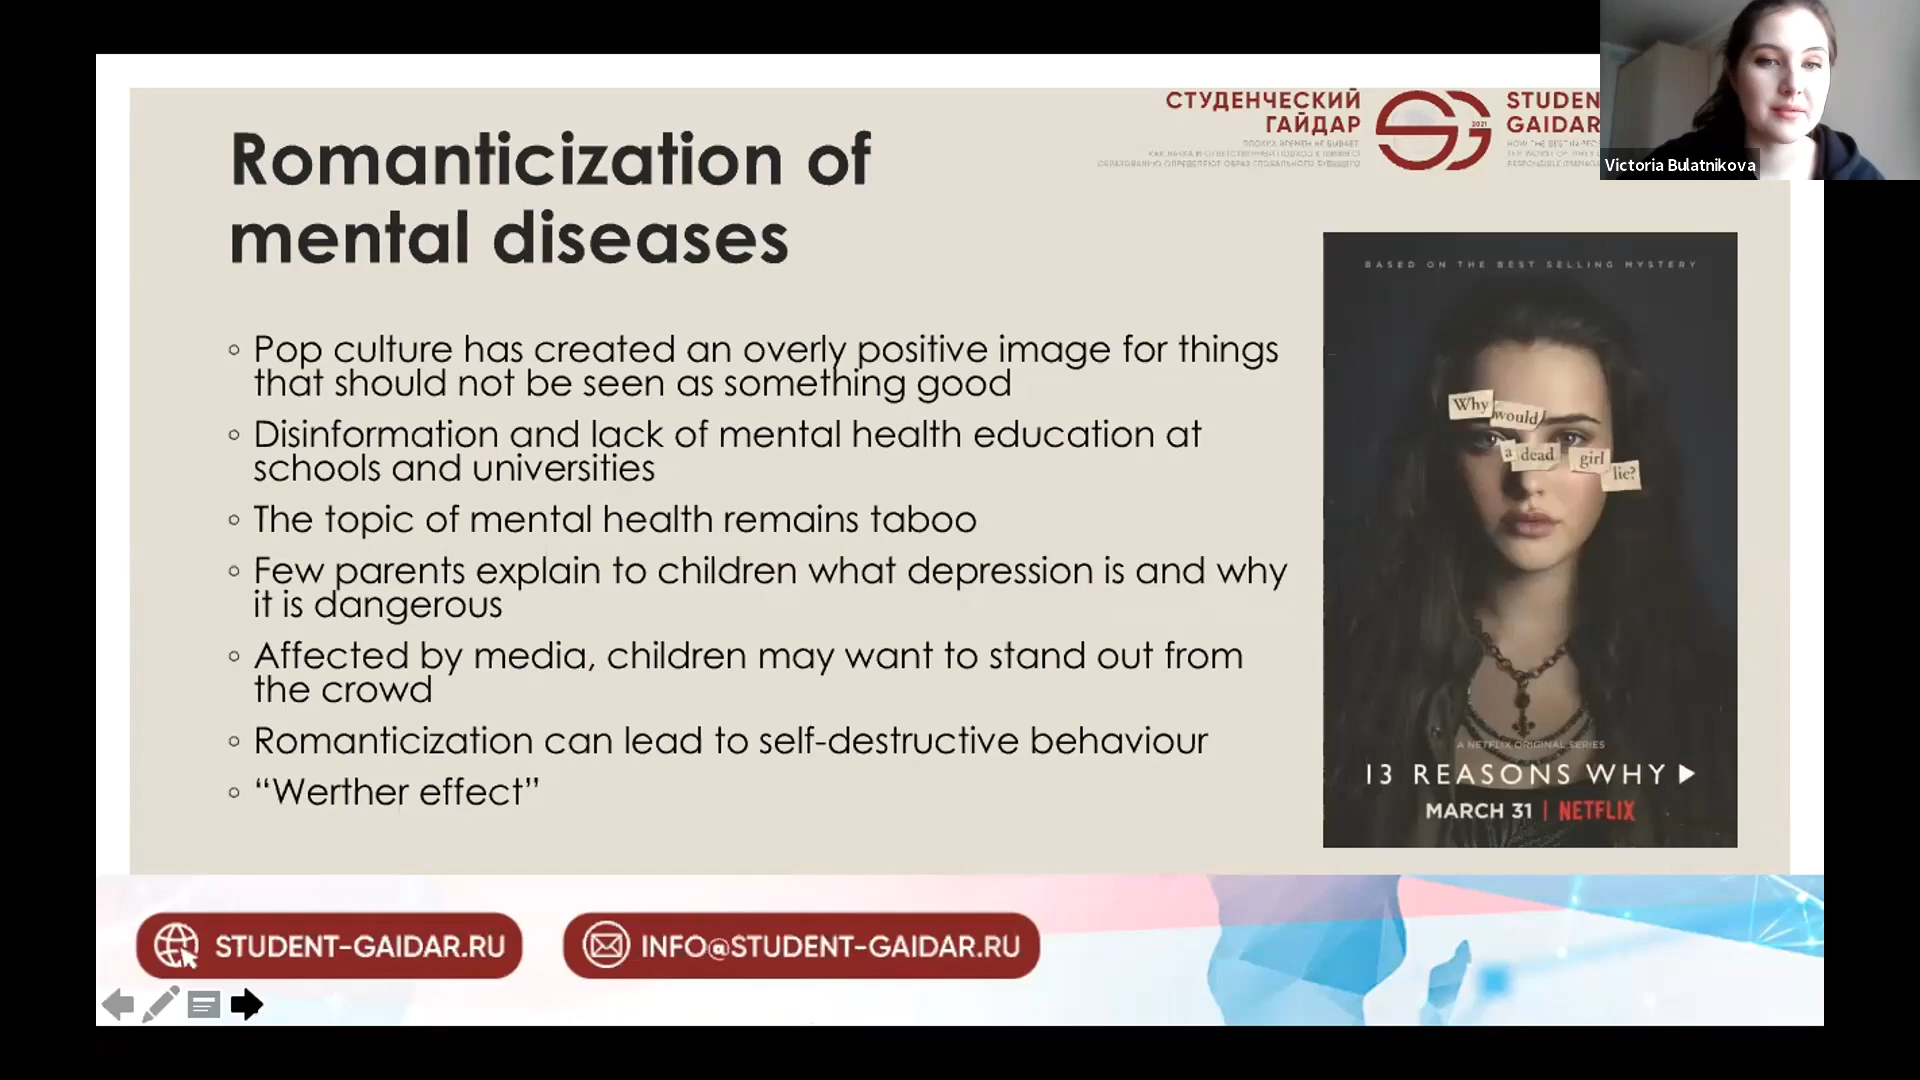 СТУДЕНЧЕСКИЙ
ГАЙДАР
2021
STUDEN
GAIDAR
Victoria Bulatnikova
Romanticization of
mental diseases
◦ Pop culture has created an overly positive image for things
that should not be seen as something good
◦ Disinformation and lack of mental health education at
schools and universities
◦ The topic of mental health remains taboo
◦ Few parents explain to children what depression is and why
it is dangerous
◦ Affected by media, children may want to stand out from
the crowd
◦ Romanticization can lead to self-destructive behaviour
◦ “Werther effect”
BASED ON THE BEST SELLING MYSTERY
Why would
a dead girl
lie?
A NETFLIX ORIGINAL SERIES
13 REASONS WHY
MARCH 31 | NETFLIX
STUDENT-GAIDAR.RU
INFO@STUDENT-GAIDAR.RU